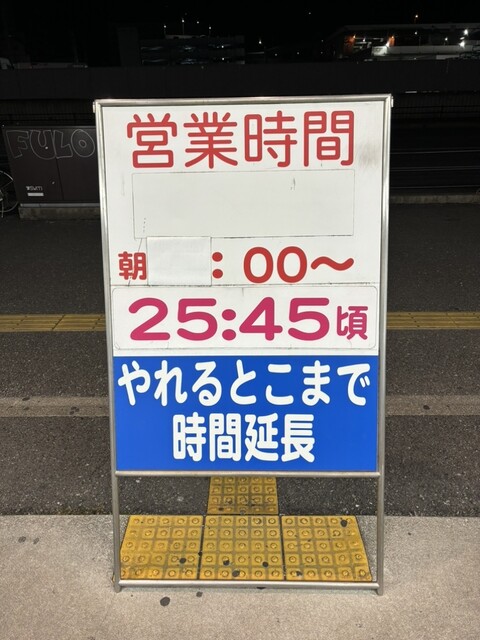 営業時間
朝 :00～
25:45頃
やれるとこまで
時間延長
FULO